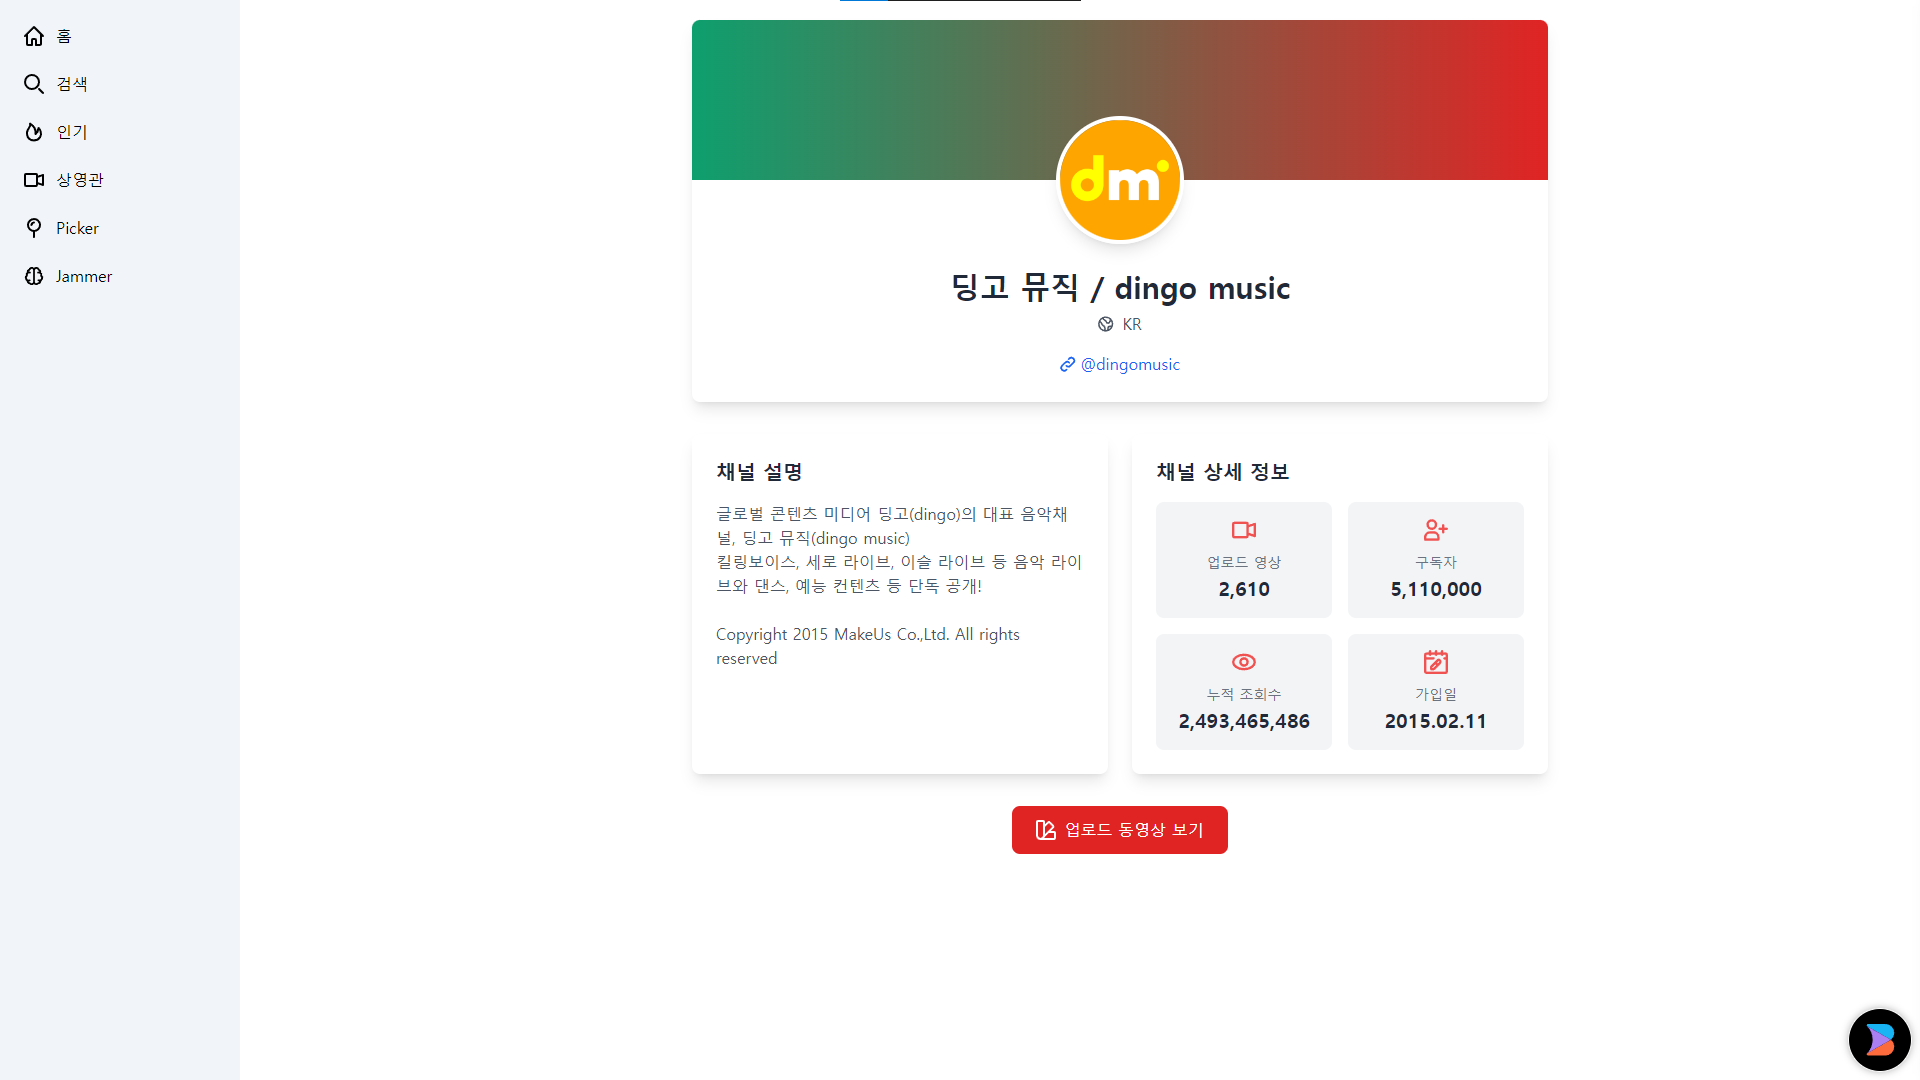 홈
검색
인기
상영관
Picker
Jammer
dm
딩고 뮤직 / dingo music
KR
@dingomusic
채널 설명
글로벌 콘텐츠 미디어 딩고(dingo)의 대표 음악채
널, 딩고 뮤직(dingo music)
킬링보이스, 세로 라이브, 이슬 라이브 등 음악 라이
브와 댄스, 예능 컨텐츠 등 단독 공개!
Copyright 2015 MakeUs Co.,Ltd. All rights
reserved
채널 상세 정보
업로드 영상
2,610
구독자
5,110,000
누적 조회수
2,493,465,486
가입일
2015.02.11
업로드 동영상 보기